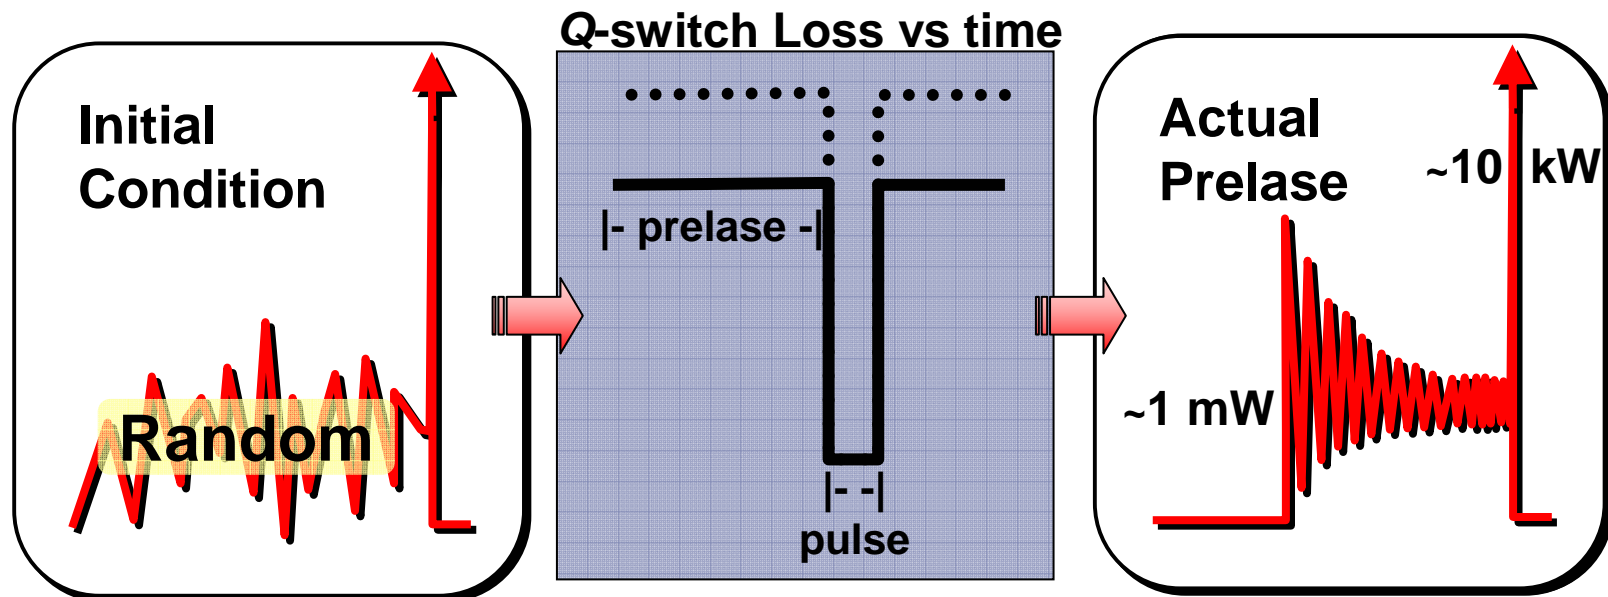 Q-switch Loss vs time
Initial
Condition
Random
|- prelase -|
|- -|
pulse
Actual
Prelase
~10 kW
~1 mW